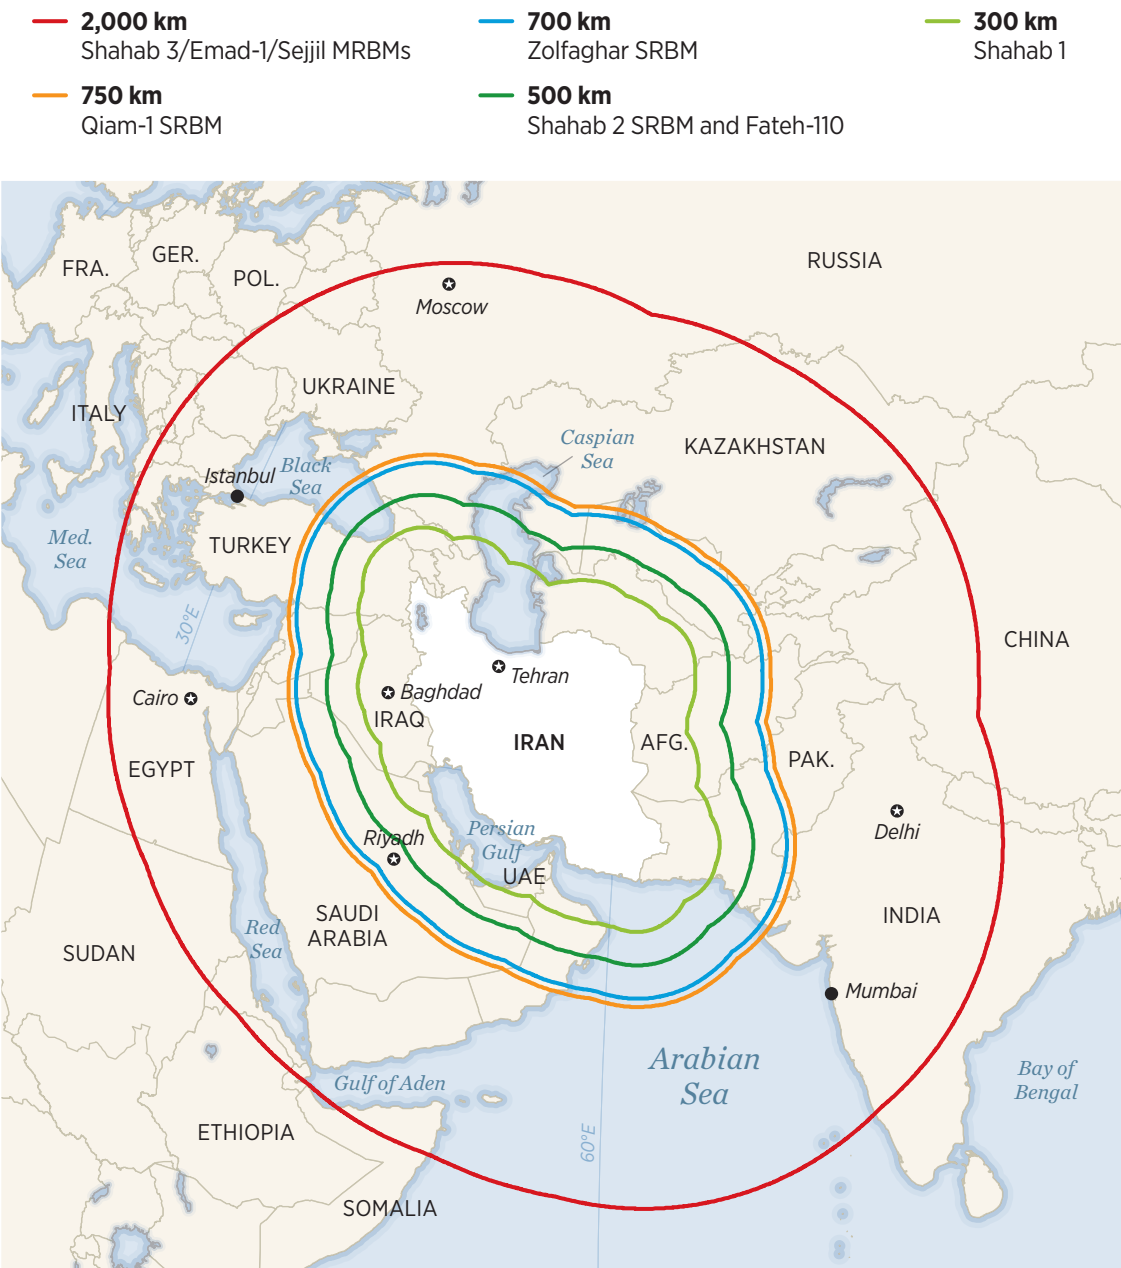 2,000 km
Shahab 3/Emad-1/Sejjil MRBMs
750 km
Qiam-1 SRBM
700 km
Zolfaghar SRBM
500 km
Shahab 2 SRBM and Fateh-110
300 km
Shahab 1
FRA.
GER.
POL.
RUSSIA
Moscow
UKRAINE
ITALY
KAZAKHSTAN
Caspian
Sea
Istanbul
Black
Sea
Med.
Sea
TURKEY
30°E
CHINA
Tehran
Cairo
Baghdad
IRAQ
IRAN
AFG.
PAK.
EGYPT
Riyadh
Persian
Gulf
UAE
Delhi
SAUDI
ARABIA
Red
Sea
INDIA
SUDAN
Mumbai
Arabian
Sea
Gulf of Aden
Bay of
Bengal
ETHIOPIA
60°E
SOMALIA